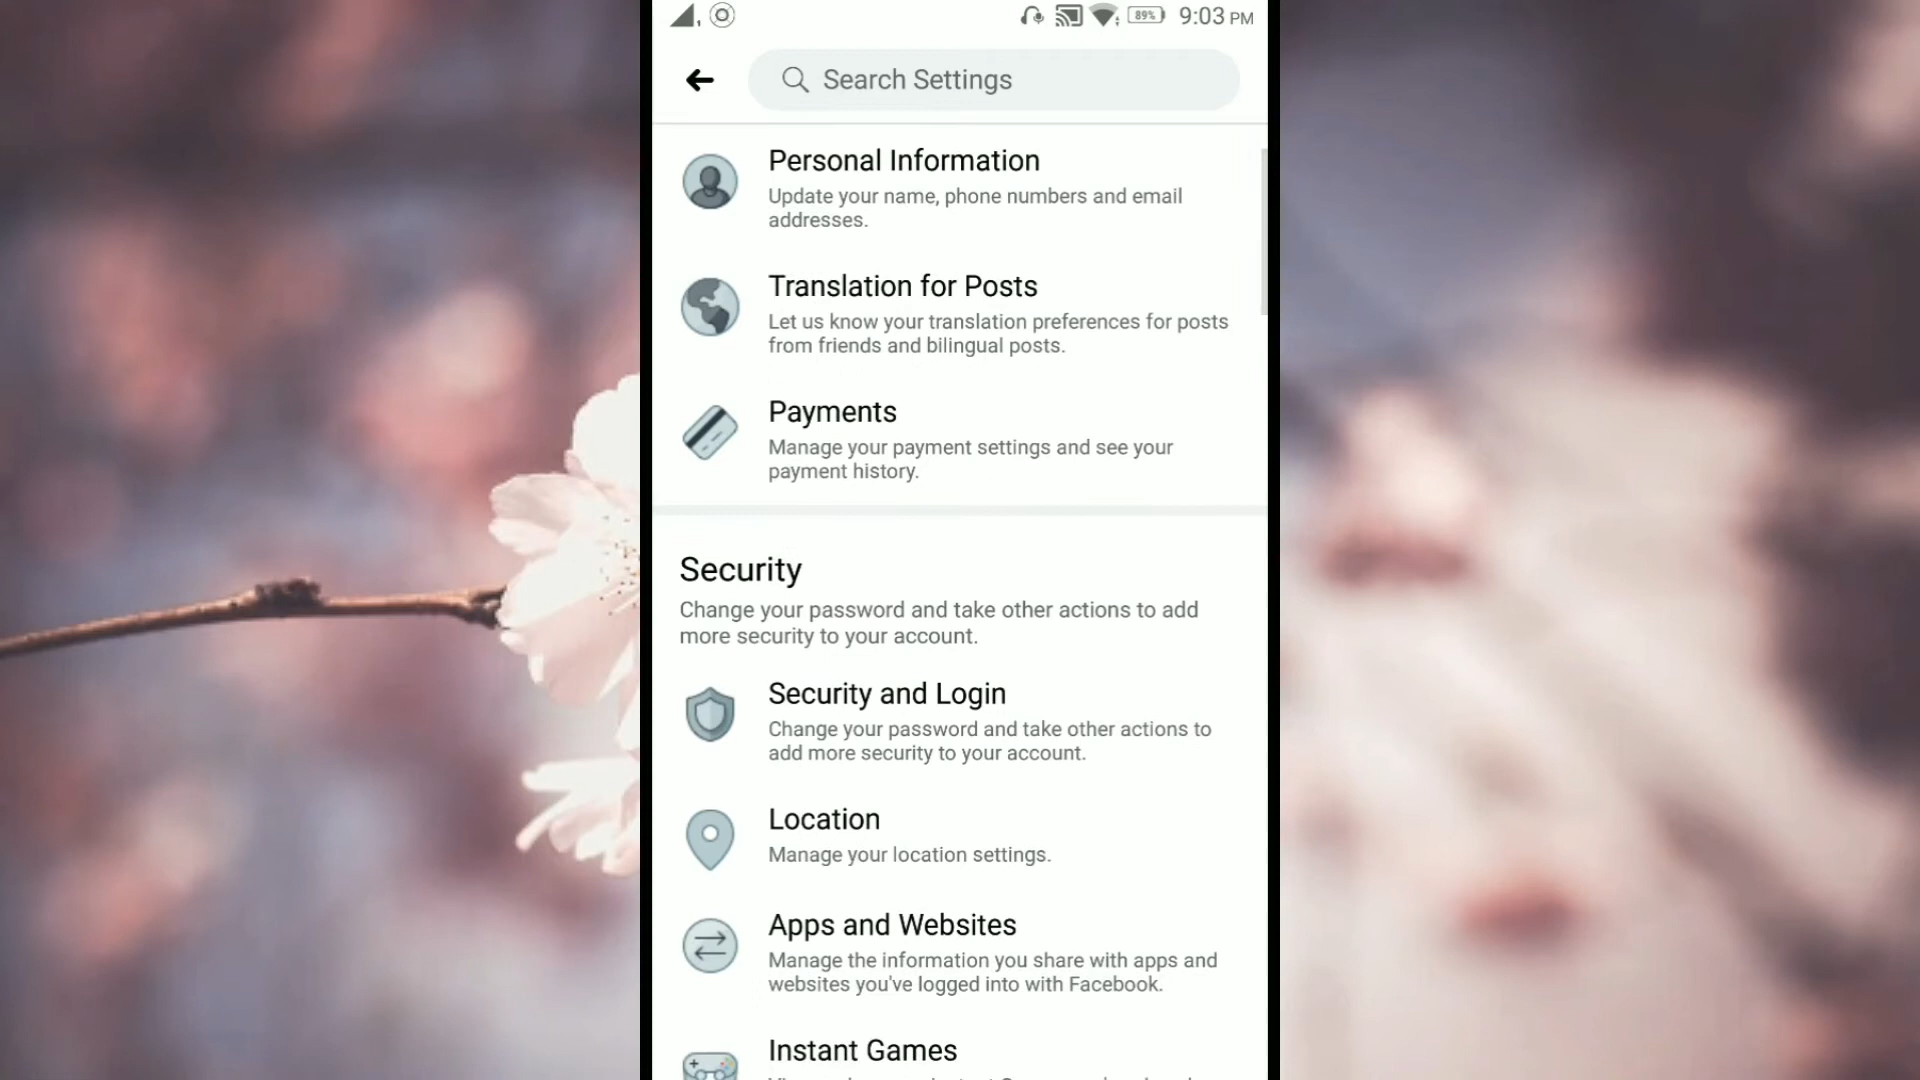 89% 9:03 PM
Search Settings
Personal Information
Update your name, phone numbers and email
addresses.
Translation for Posts
Let us know your translation preferences for posts
from friends and bilingual posts.
Payments
Manage your payment settings and see your
payment history.
Security
Change your password and take other actions to add
more security to your account.
Security and Login
Change your password and take other actions to
add more security to your account.
Location
Manage your location settings.
Apps and Websites
Manage the information you share with apps and
websites you've logged into with Facebook.
Instant Games